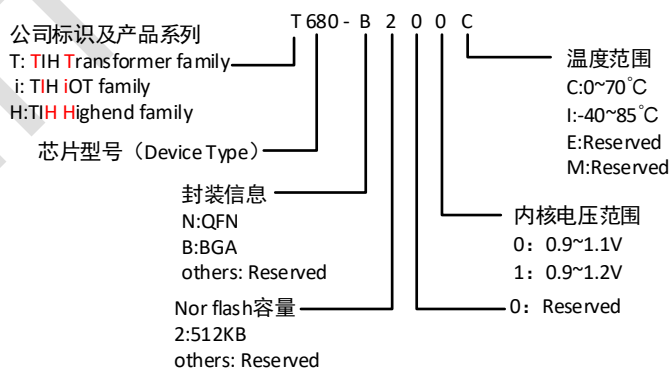 T680-B200C
公司标识及产品系列
T: TIH Transformer family
i: TIH iOT family
H:TIH Highend family
芯片型号（Device Type）
封装信息
N:QFN
B:BGA
others: Reserved
Nor flash容量
2:512KB
others: Reserved
温度范围
C:0~70℃
I:-40~85℃
E:Reserved
M:Reserved
内核电压范围
0：0.9~1.1V
1：0.9~1.2V
0：Reserved